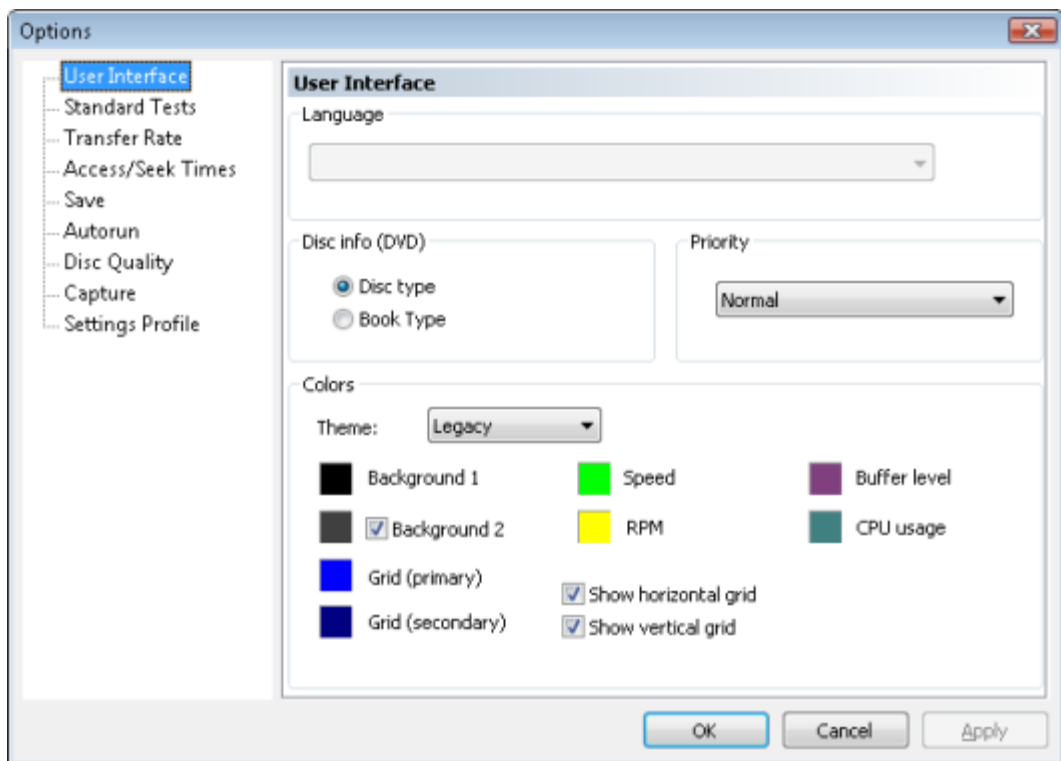 Options
User Interface
Standard Tests
Transfer Rate
Access/Seek Times
Save
Autorun
Disc Quality
Capture
Settings Profile
User Interface
Language
Disc info (DVD)
Disc type
Book Type
Priority
Normal
Colors
Theme: Legacy
Background 1 Speed Buffer level
Background 2 RPM CPU usage
Grid (primary)
Show horizontal grid
Grid (secondary)
Show vertical grid
OK Cancel Apply